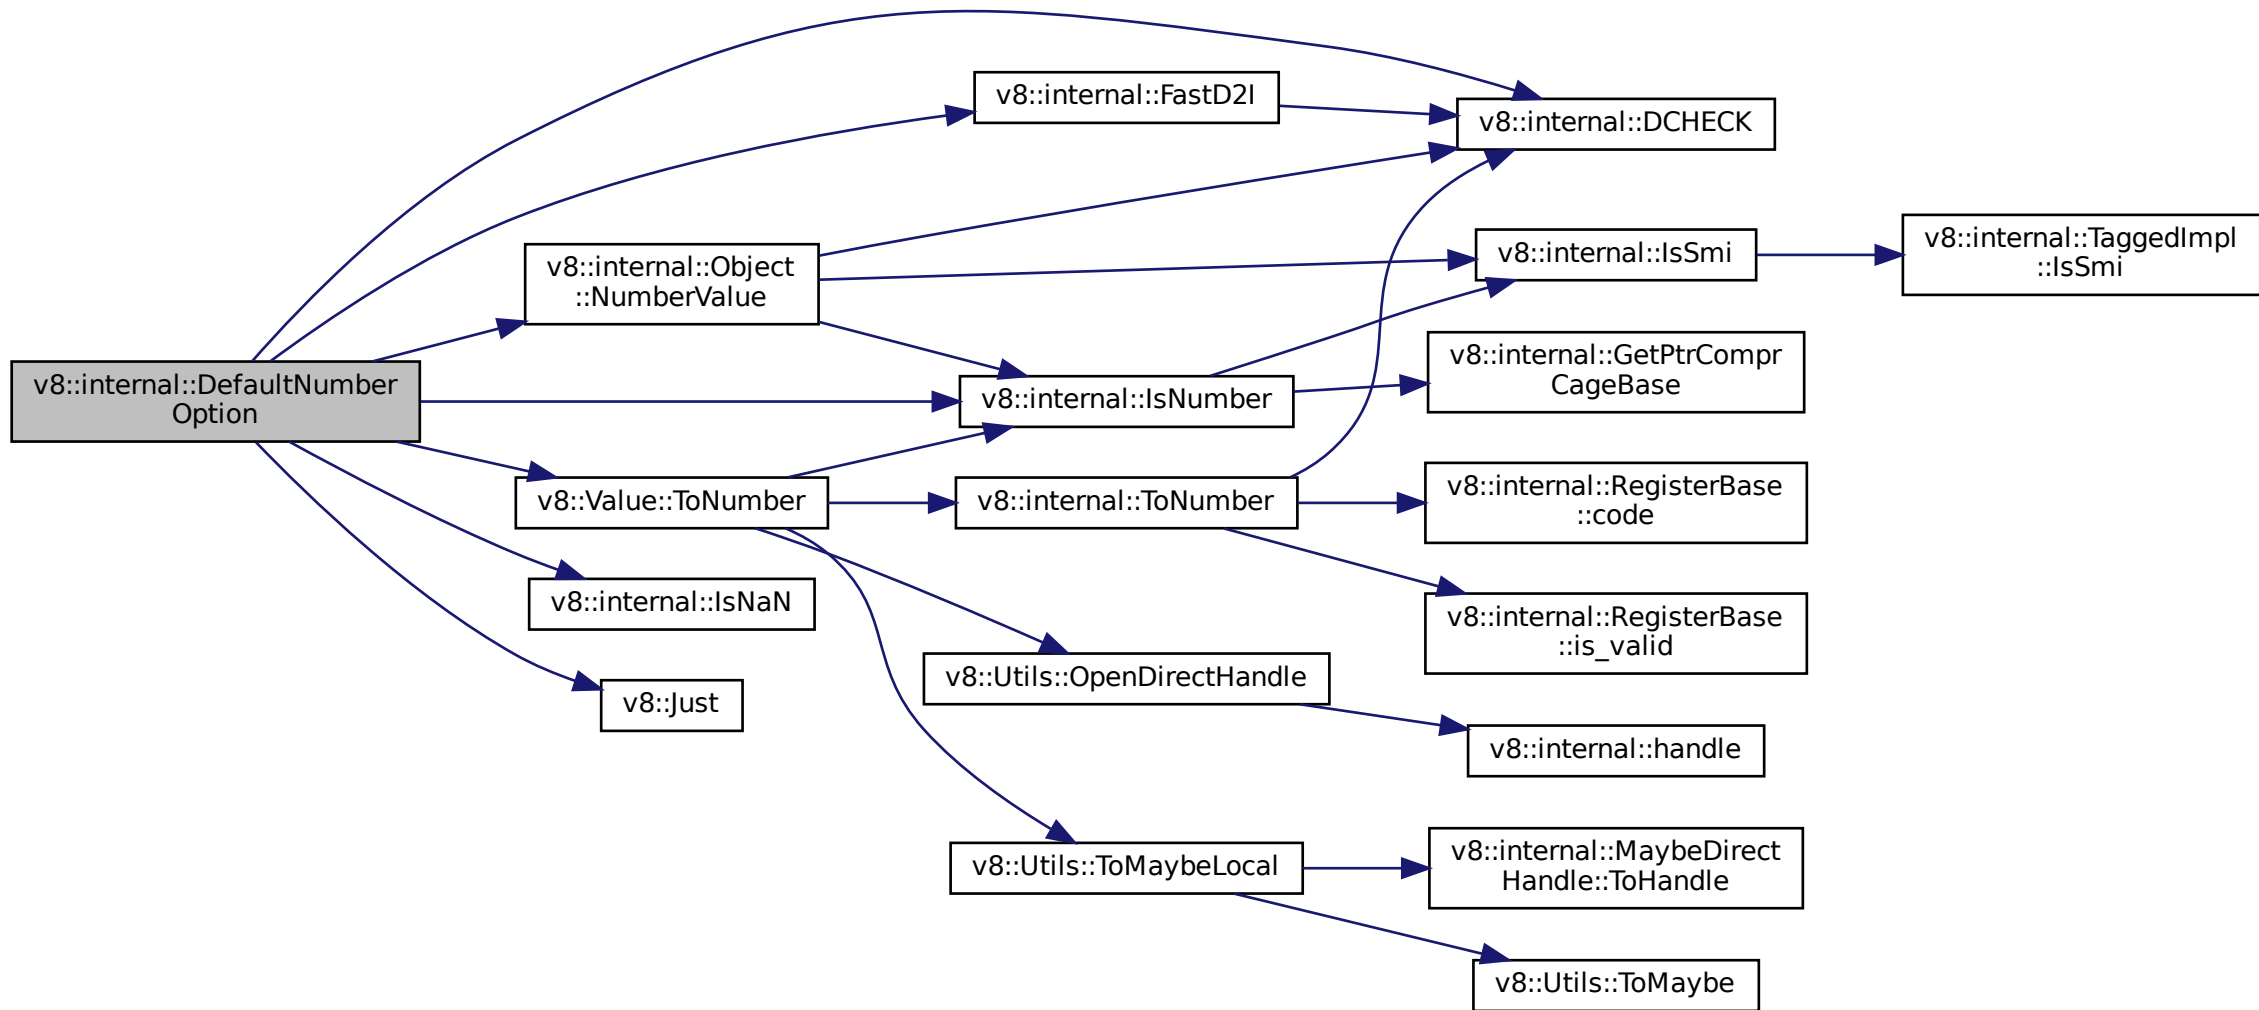 v8::internal::FastD2I
v8::internal::DCHECK
v8::internal::Object
::NumberValue
v8::internal::IsSmi
v8::internal::TaggedImpl
::IsSmi
v8::internal::DefaultNumber
Option
v8::internal::IsNumber
v8::internal::GetPtrCompr
CageBase
v8::Value::ToNumber
v8::internal::ToNumber
v8::internal::RegisterBase
::code
v8::internal::IsNaN
v8::internal::RegisterBase
::is_valid
v8::Just
v8::Utils::OpenDirectHandle
v8::internal::handle
v8::Utils::ToMaybeLocal
v8::internal::MaybeDirect
Handle::ToHandle
v8::Utils::ToMaybe